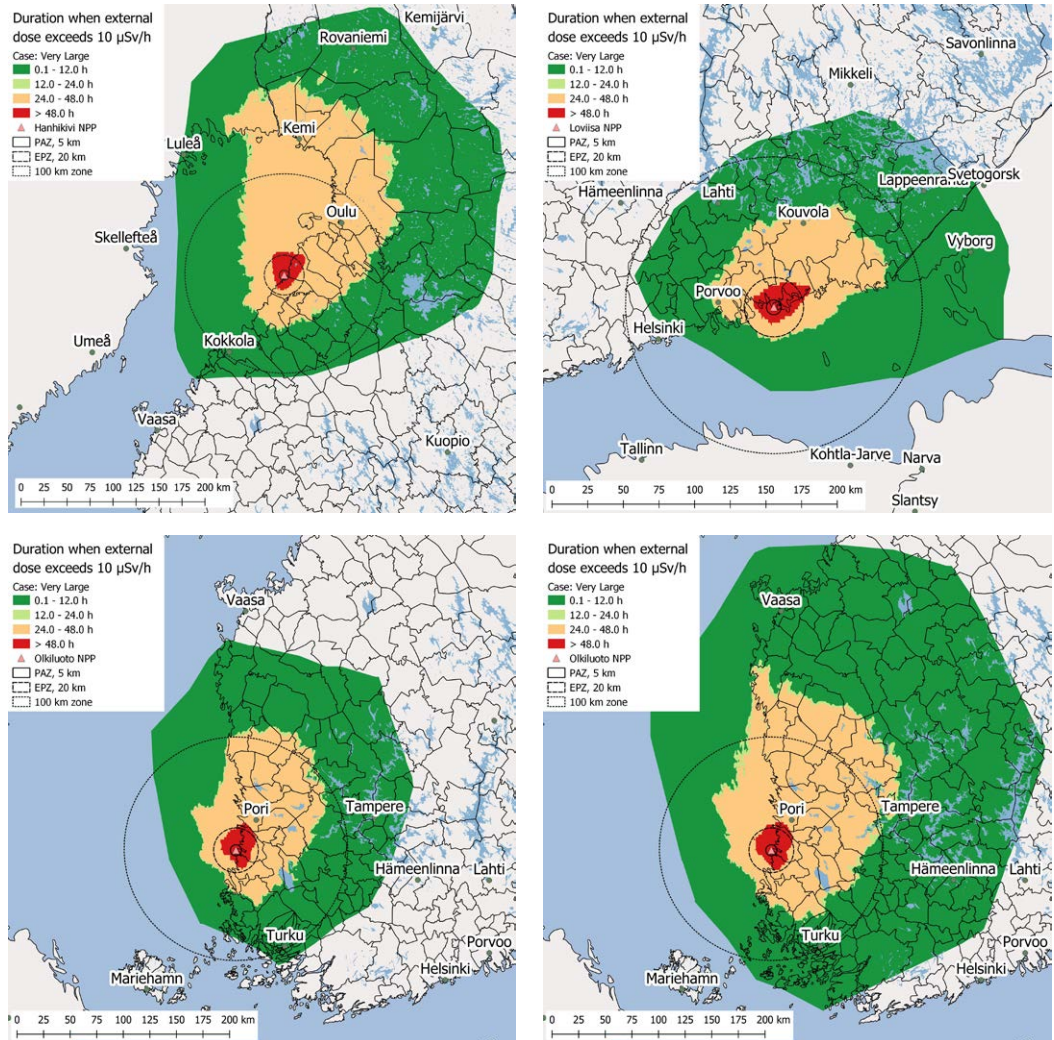 Duration when external
dose exceeds 10 µSv/h
Case: Very Large
0.1 - 12.0 h
12.0 - 24.0 h
24.0 - 48.0 h
> 48.0 h
Hanhikivi NPP
PAZ, 5 km
EPZ, 20 km
100 km zone
Kemijärvi
Rovaniemi
Kemi
Luleå
Oulu
Skellefteå
Kokkola
Umeå
Vaasa
Kuopio
0 25 50 75 100 125 150 175 200 km
Duration when external
dose exceeds 10 µSv/h
Case: Very Large
0.1 - 12.0 h
12.0 - 24.0 h
24.0 - 48.0 h
> 48.0 h
Loviisa NPP
PAZ, 5 km
EPZ, 20 km
100 km zone
Savonlinna
Mikkeli
Svetogorsk
Lappeenranta
Hämeenlinna
Lahti
Kouvola
Vyborg
Porvoo
Helsinki
Tallinn
Kohtla-Jarve
Narva
Slantsy
0 25 50 75 100 125 150 175 200 km
Duration when external
dose exceeds 10 µSv/h
Case: Very Large
0.1 - 12.0 h
12.0 - 24.0 h
24.0 - 48.0 h
> 48.0 h
Olkiluoto NPP
PAZ, 5 km
EPZ, 20 km
100 km zone
Vaasa
Pori
Tampere
Hämeenlinna
Lahti
Turku
Porvoo
Helsinki
Mariehamn
0 25 50 75 100 125 150 175 200 km
Duration when external
dose exceeds 10 µSv/h
Case: Very Large
0.1 - 12.0 h
12.0 - 24.0 h
24.0 - 48.0 h
> 48.0 h
Olkiluoto NPP
PAZ, 5 km
EPZ, 20 km
100 km zone
Vaasa
Pori
Tampere
Hämeenlinna
Lahti
Turku
Porvoo
Helsinki
Mariehamn
0 25 50 75 100 125 150 175 200 km